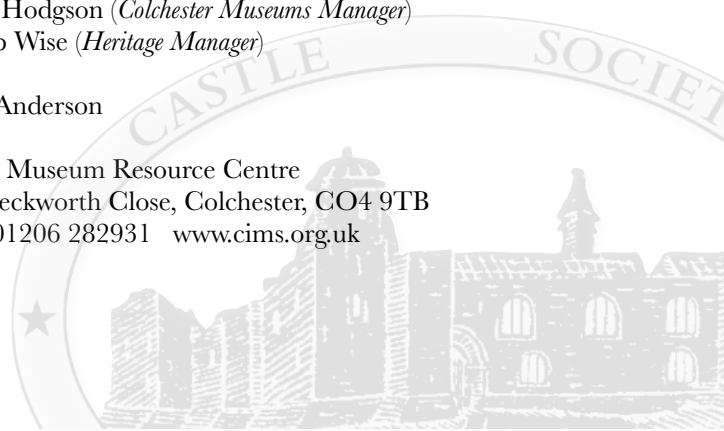 Hodgson (Colchester Museums Manager)
Wise (Heritage Manager)
Anderson
Museum Resource Centre
Close, Colchester, CO4 9TB
01206 282931 www.cims.org.uk
CASTLE